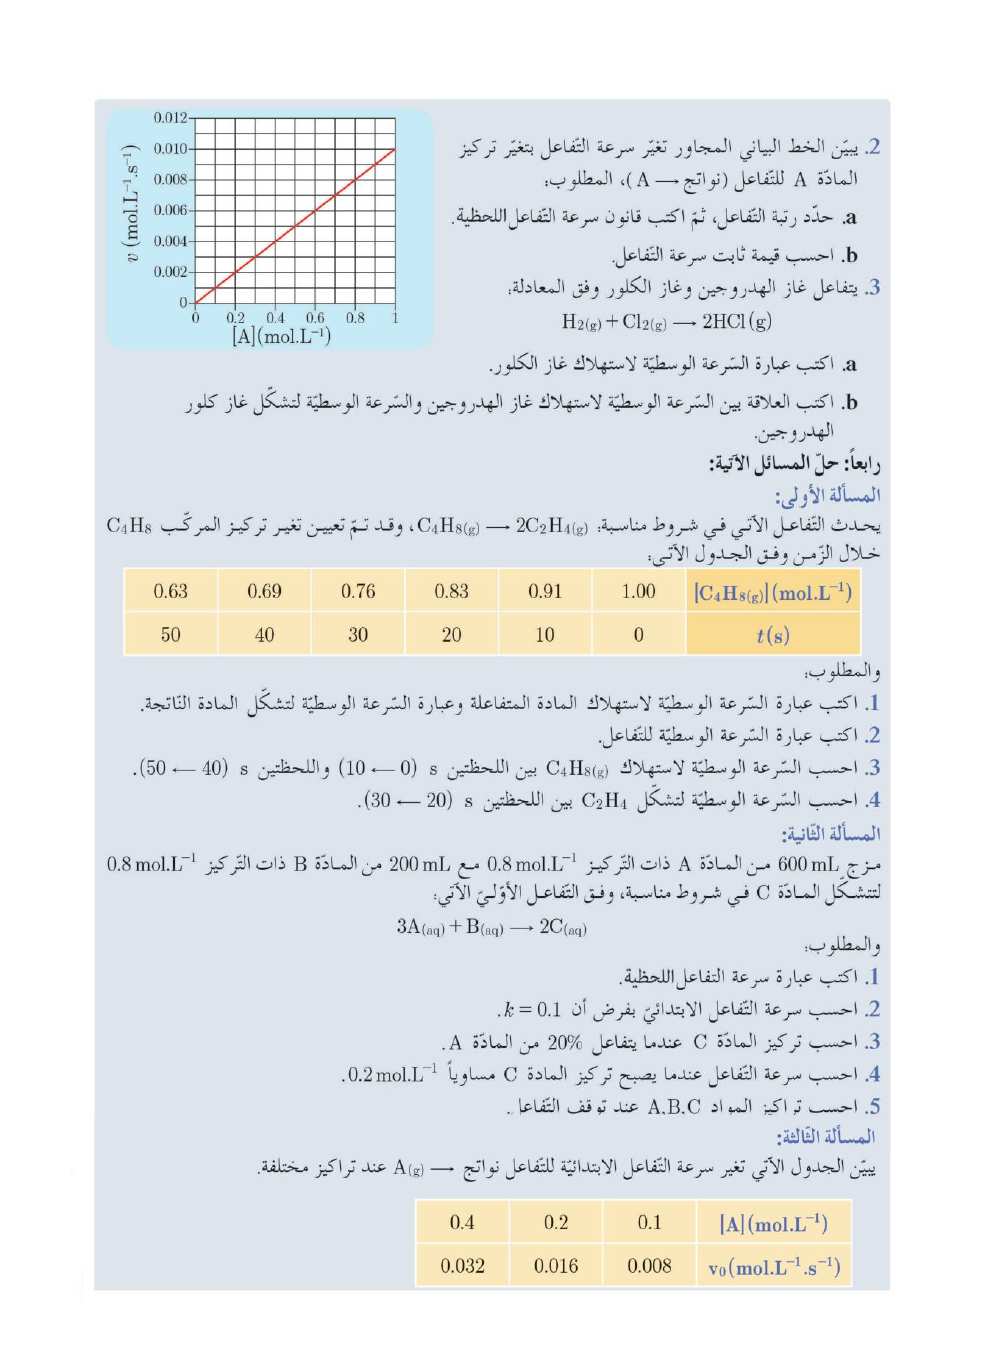 2. يبيّن الخط البياني المجاور تغيّر سرعة التّفاعل بتغيّر تركيز
المادّة A للتّفاعل (نواتج ⟶ A)، المطلوب:
a. حدّد رتبة التّفاعل، ثمّ اكتب قانون سرعة التّفاعل اللحظية.
b. احسب قيمة ثابت سرعة التّفاعل.
v (mol.L⁻¹.s⁻¹)
0.012
0.010
0.008
0.006
0.004
0.002
0
0 0.2 0.4 0.6 0.8 1
[A](mol.L⁻¹)
3. يتفاعل غاز الهدروجين وغاز الكلور وفق المعادلة:
H₂(g) + Cl₂(g) ⟶ 2HCl(g)
a. اكتب عبارة السّرعة الوسطيّة لاستهلاك غاز الكلور.
b. اكتب العلاقة بين السّرعة الوسطيّة لاستهلاك غاز الهدروجين والسّرعة الوسطيّة لتشكّل غاز كلور
الهدروجين.
رابعاً: حلّ المسائل الآتية:
المسألة الأولى:
يحدث التّفاعل الآتي في شروط مناسبة: C₄H₈(g) ⟶ 2C₂H₄(g)، وقد تمّ تعيين تغير تركيز المركّب C₄H₈
خلال الزّمن وفق الجدول الآتي:
[C₄H₈(g)](mol.L⁻¹) 1.00 0.91 0.83 0.76 0.69 0.63
t(s) 0 10 20 30 40 50
والمطلوب:
1. اكتب عبارة السّرعة الوسطيّة لاستهلاك المادة المتفاعلة وعبارة السّرعة الوسطيّة لتشكّل المادة النّاتجة.
2. اكتب عبارة السّرعة الوسطيّة للتّفاعل.
3. احسب السّرعة الوسطيّة لاستهلاك C₄H₈(g) بين اللحظتين s (0 ⟵ 10) واللحظتين s (40 ⟵ 50).
4. احسب السّرعة الوسطيّة لتشكّل C₂H₄ بين اللحظتين s (20 ⟵ 30).
المسألة الثانية:
مزج 600 mL من المادّة A ذات التّركيز 0.8 mol.L⁻¹ مع 200 mL من المادّة B ذات التّركيز 0.8 mol.L⁻¹
لتتشكّل المادّة C في شروط مناسبة، وفق التّفاعل الأوّليّ الآتي:
3A(aq) + B(aq) ⟶ 2C(aq)
والمطلوب:
1. اكتب عبارة سرعة التفاعل اللحظية.
2. احسب سرعة التّفاعل الابتدائيّ بفرض أن k = 0.1.
3. احسب تركيز المادّة C عندما يتفاعل 20% من المادّة A.
4. احسب سرعة التّفاعل عندما يصبح تركيز المادة C مساوياً 0.2 mol.L⁻¹.
5. احسب تراكيز المواد A,B,C عند توقف التّفاعل.
المسألة الثالثة:
يبيّن الجدول الآتي تغير سرعة التّفاعل الابتدائيّة للتّفاعل نواتج ⟶ A(g) عند تراكيز مختلفة.
[A](mol.L⁻¹) 0.1 0.2 0.4
v₀(mol.L⁻¹.s⁻¹) 0.008 0.016 0.032